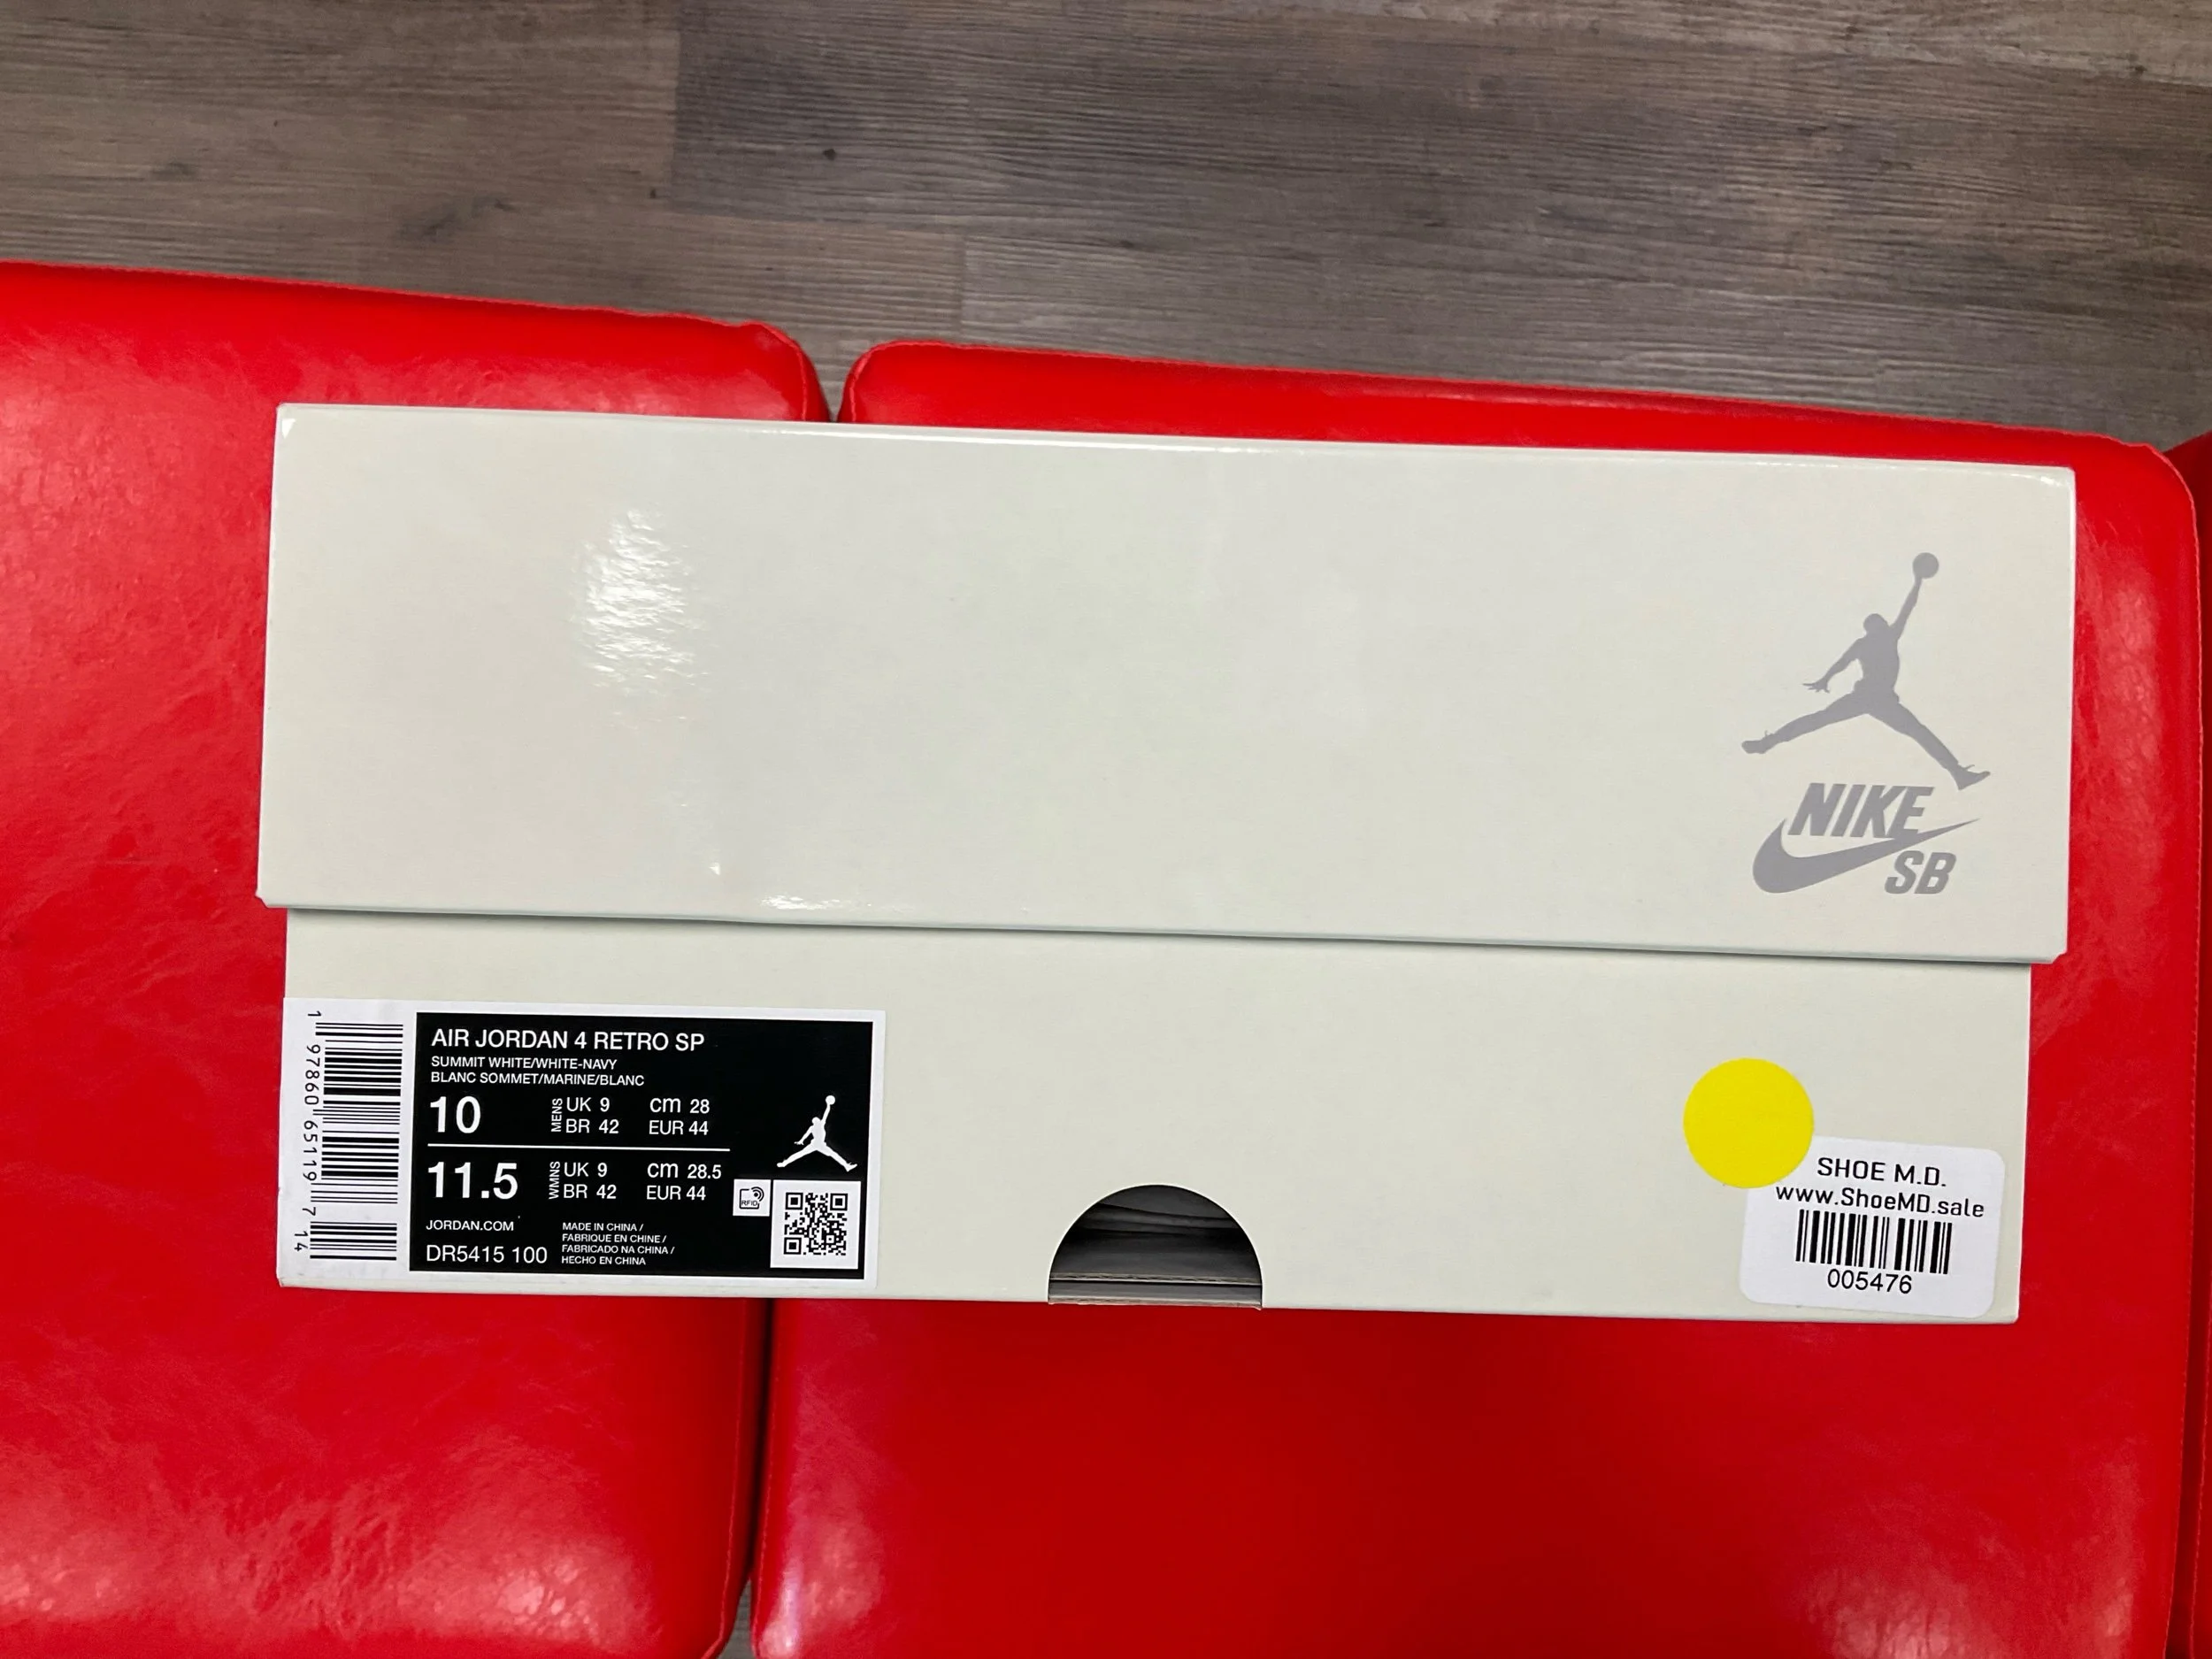 NIKE
SB
AIR JORDAN 4 RETRO SP
SUMMIT WHITE/WHITE-NAVY
BLANC SOMMET/MARINE/BLANC
10 MENS UK 9 cm 28
BR 42 EUR 44
11.5 WMNS UK 9 cm 28.5
BR 42 EUR 44
RFID
JORDAN.COM
DR5415 100
MADE IN CHINA /
FABRIQUE EN CHINE /
FABRICADO NA CHINA /
HECHO EN CHINA
1 97860 65119 7 14
SHOE M.D.
www.ShoeMD.sale
005476